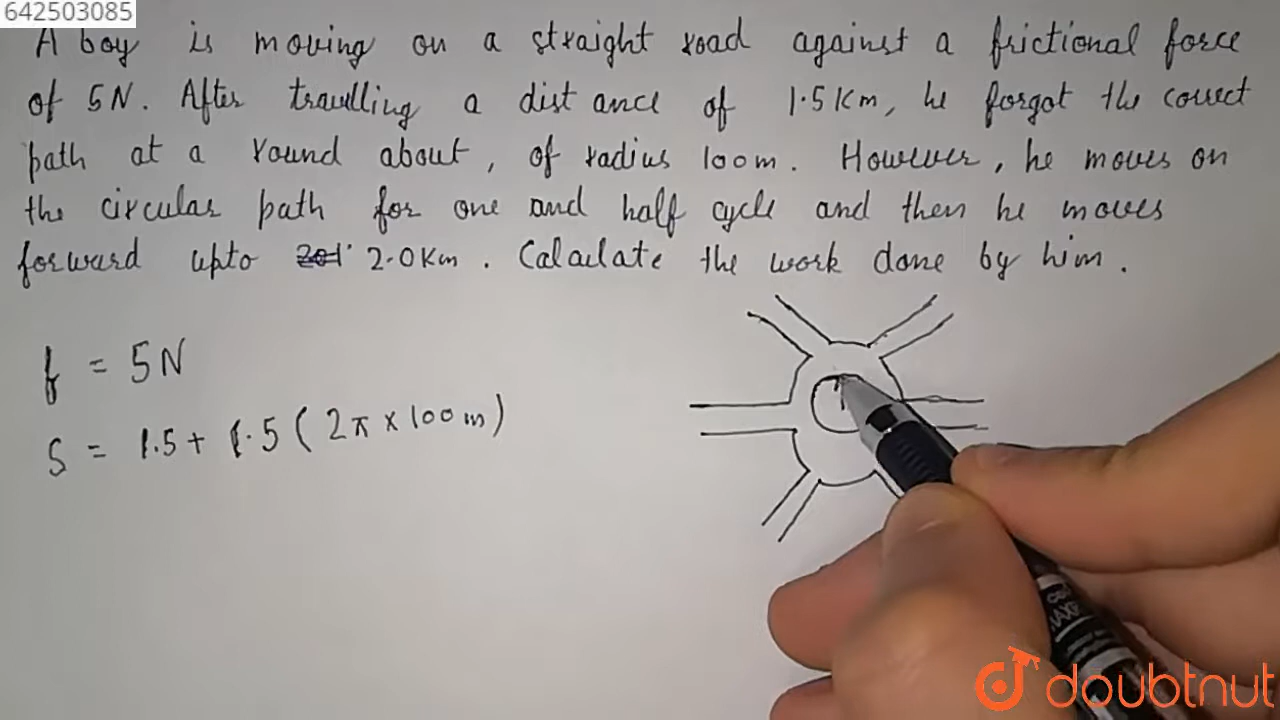 642503085
A boy is moving on a straight road against a frictional force
of 5N. After travelling a distance of 1.5Km, he forgot the correct
path at a round about, of radius 100m. However, he moves on
the circular path for one and half cycle and then he moves
forward upto 2.0Km. Calculate the work done by him.
f = 5N
S = 1.5+ 1.5 (2π × 100m)
doubtnut